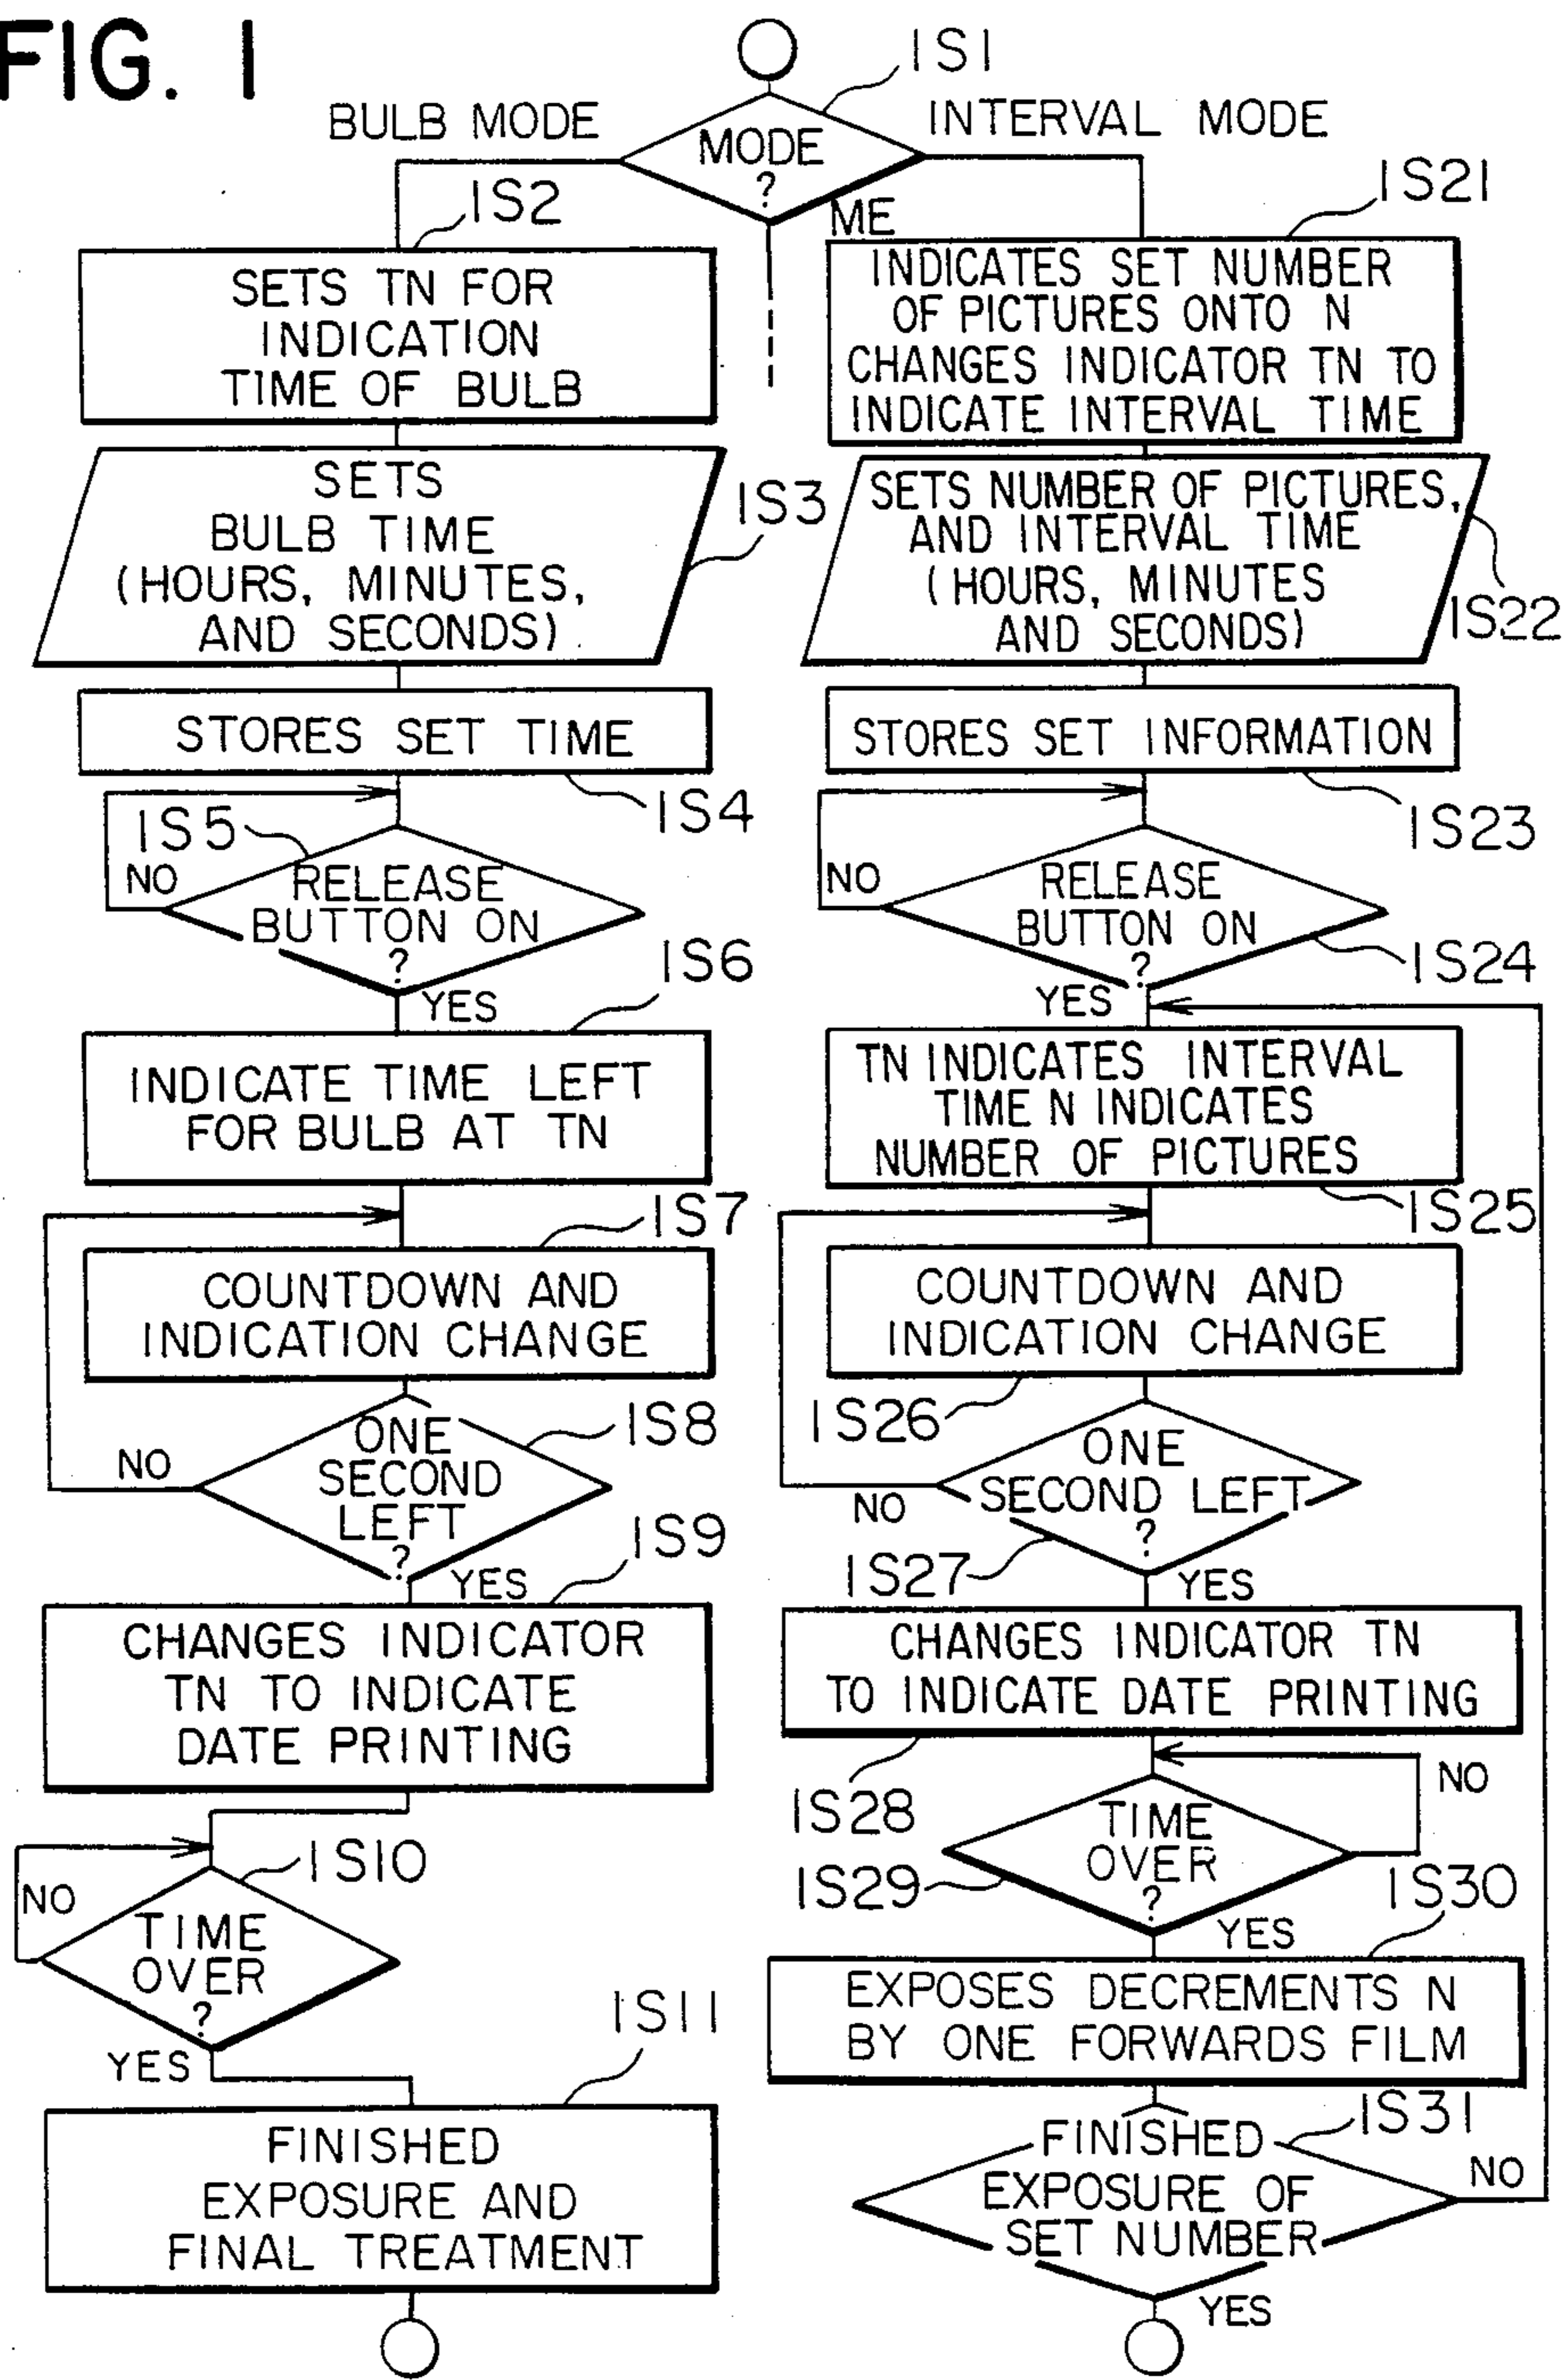 FIG. 1
1S1
BULB MODE
INTERVAL MODE
MODE
?
ME
1S2
SETS TN FOR
INDICATION
TIME OF BULB
SETS
BULB TIME
(HOURS, MINUTES,
AND SECONDS)
1S3
STORES SET TIME
1S4
1S5
NO
RELEASE
BUTTON ON
?
YES
1S6
INDICATE TIME LEFT
FOR BULB AT TN
1S7
COUNTDOWN AND
INDICATION CHANGE
1S8
NO
ONE
SECOND
LEFT
?
YES
1S9
CHANGES INDICATOR
TN TO INDICATE
DATE PRINTING
1S10
NO
TIME
OVER
?
YES
1S11
FINISHED
EXPOSURE AND
FINAL TREATMENT
1S21
INDICATES SET NUMBER
OF PICTURES ONTO N
CHANGES INDICATOR TN TO
INDICATE INTERVAL TIME
SETS NUMBER OF PICTURES,
AND INTERVAL TIME
(HOURS, MINUTES
AND SECONDS)
1S22
STORES SET INFORMATION
1S23
NO
RELEASE
BUTTON ON
?
1S24
YES
TN INDICATES INTERVAL
TIME N INDICATES
NUMBER OF PICTURES
1S25
COUNTDOWN AND
INDICATION CHANGE
1S26
ONE
SECOND LEFT
?
NO
1S27
YES
CHANGES INDICATOR TN
TO INDICATE DATE PRINTING
1S28
NO
TIME
OVER
?
1S29
YES
1S30
EXPOSES DECREMENTS N
BY ONE FORWARDS FILM
1S31
FINISHED
EXPOSURE OF
SET NUMBER
NO
YES